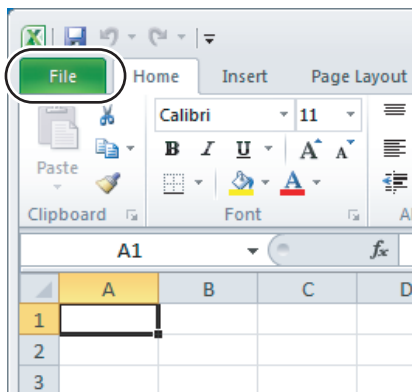 File Home Insert Page Layout
Calibri 11
B I U A A
Paste A
Clipboard Font
A1 fx
A B C D
1
2
3